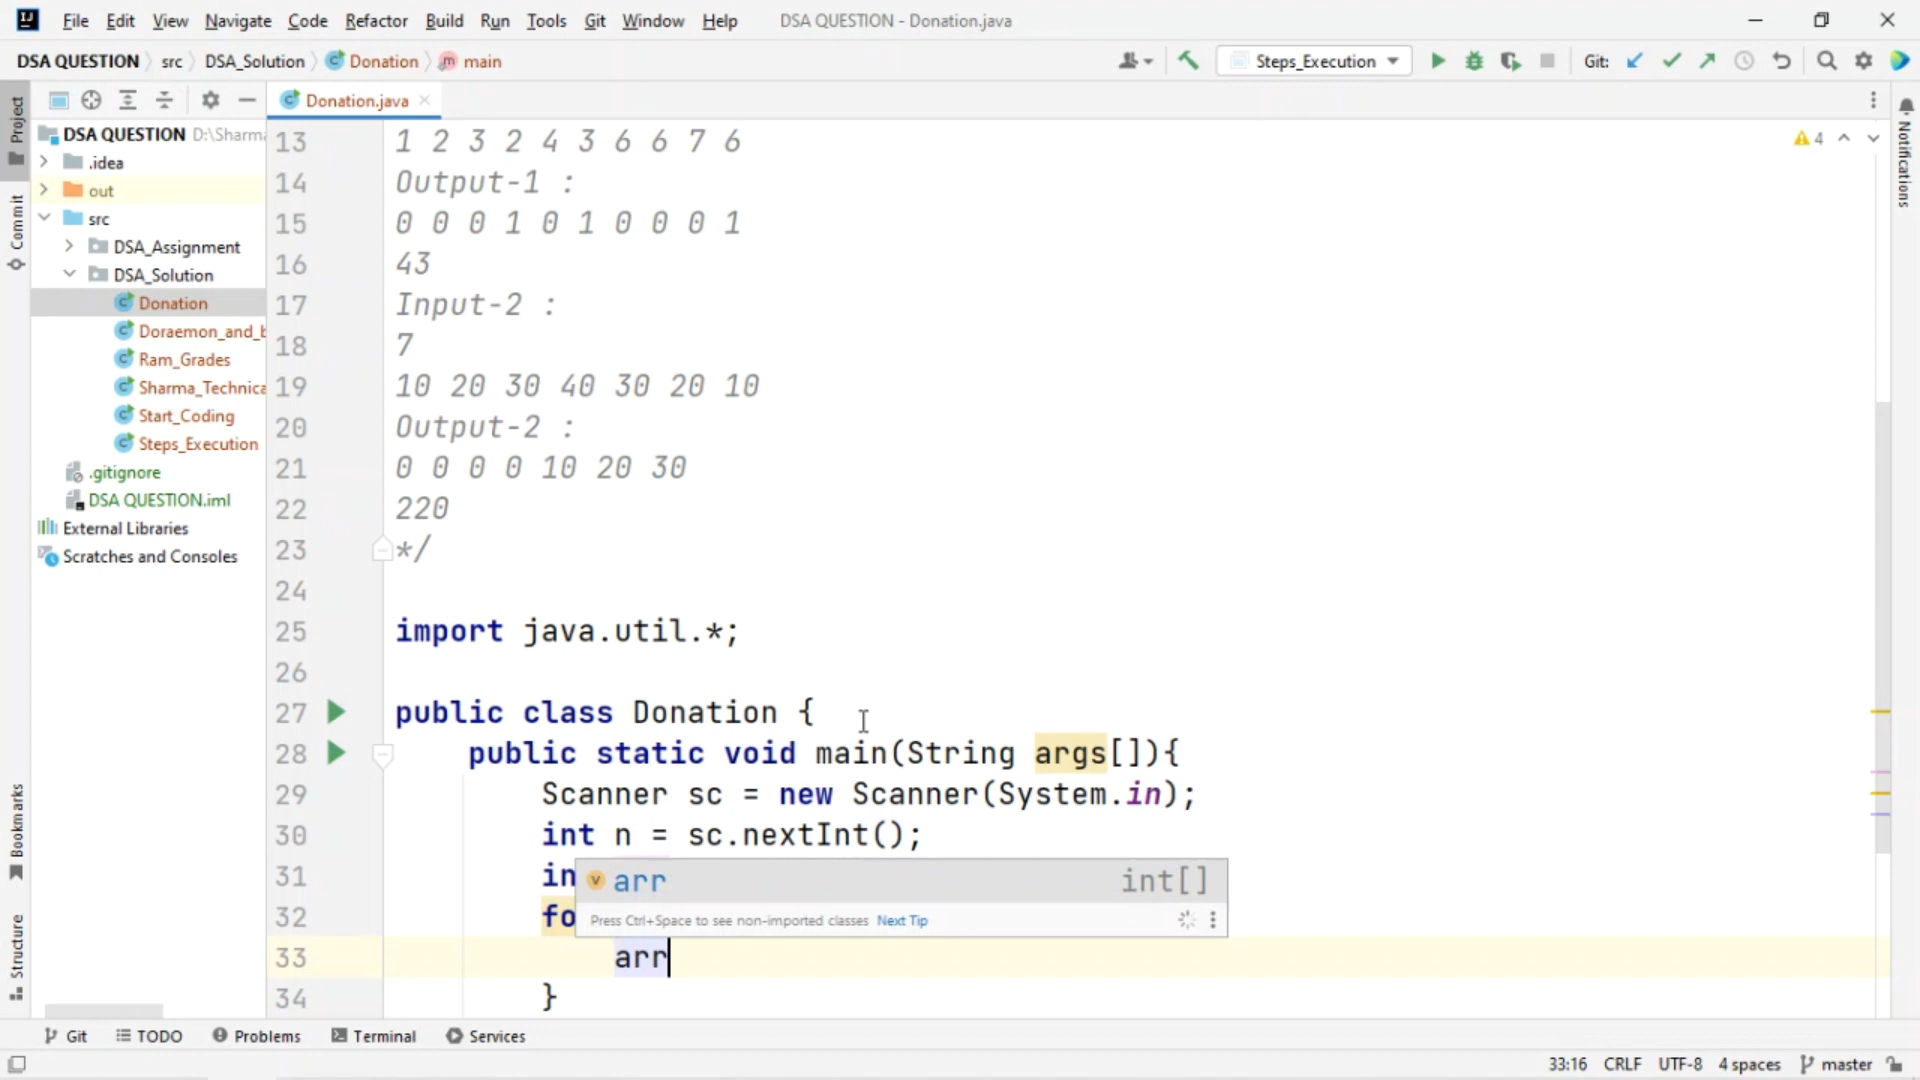 File Edit View Navigate Code Refactor Build Run Tools Git Window Help DSA QUESTION - Donation.java
DSA QUESTION src DSA_Solution Donation main Steps_Execution Git:
Project
Commit
Bookmarks
Structure
Notifications
DSA QUESTION D:\Sharma
.idea
out
src
DSA_Assignment
DSA_Solution
Donation
Doraemon_and_b
Ram_Grades
Sharma_Technica
Start_Coding
Steps_Execution
.gitignore
DSA QUESTION.iml
External Libraries
Scratches and Consoles
Donation.java
4
13 1 2 3 2 4 3 6 6 7 6
14 Output-1 :
15 0 0 0 1 0 1 0 0 0 1
16 43
17 Input-2 :
18 7
19 10 20 30 40 30 20 10
20 Output-2 :
21 0 0 0 0 10 20 30
22 220
23 */
24
25 import java.util.*;
26
27 public class Donation {
28 public static void main(String args[]){
29 Scanner sc = new Scanner(System.in);
30 int n = sc.nextInt();
31 in
arr int[]
32 fo
Press Ctrl+Space to see non-imported classes Next Tip
33 arr
34 }
Git TODO Problems Terminal Services
33:16 CRLF UTF-8 4 spaces master